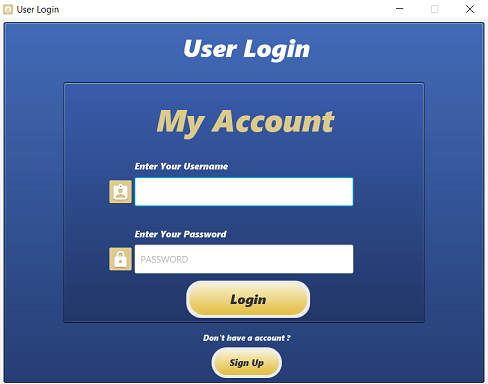 User Login
User Login
My Account
Enter Your Username
Enter Your Password
PASSWORD
Login
Don't have a account ?
Sign Up